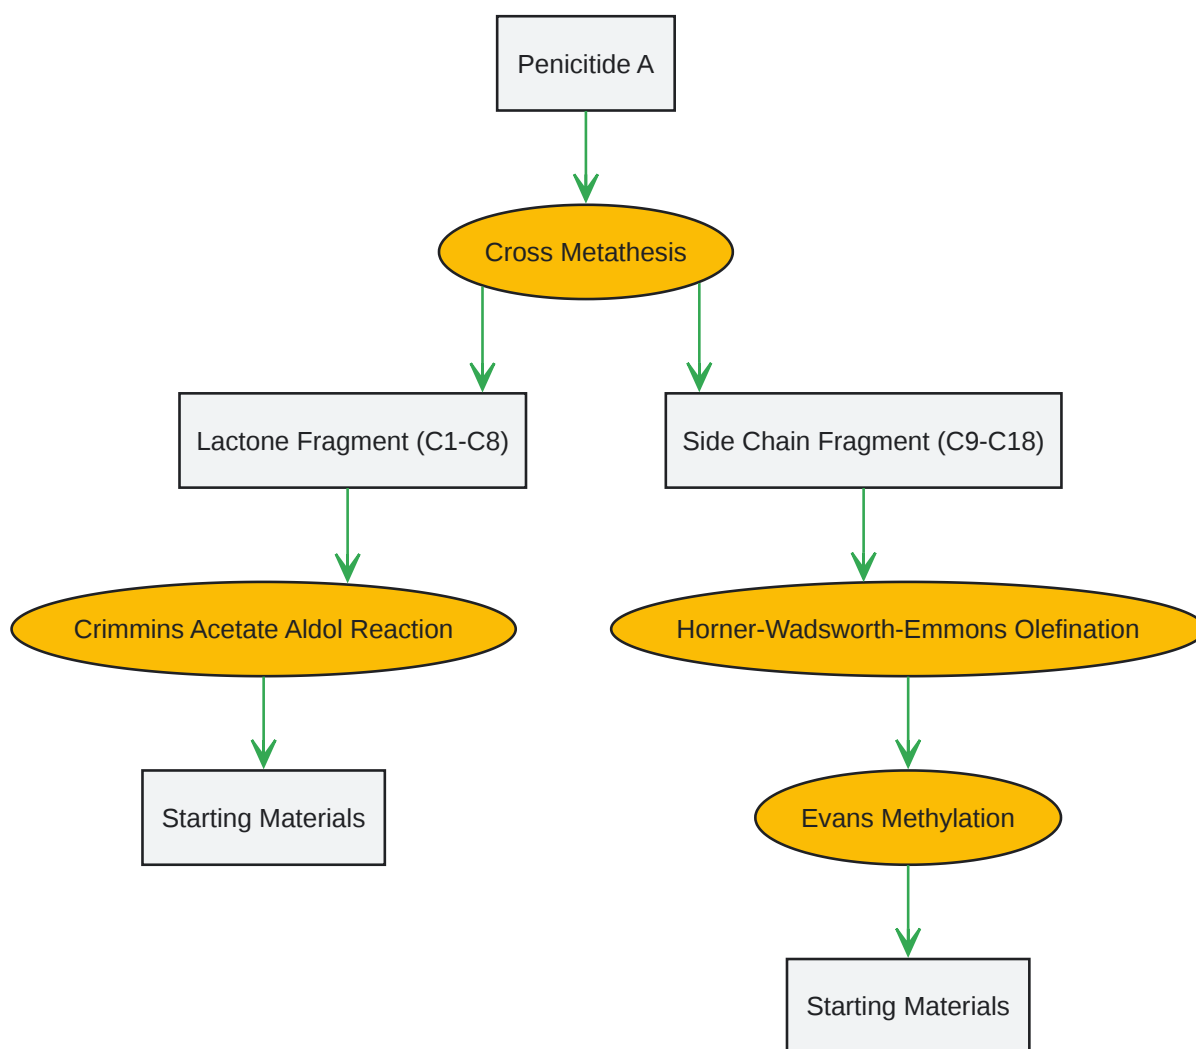 Penicitide A
Cross Metathesis
Lactone Fragment (C1-C8)
Side Chain Fragment (C9-C18)
Crimmins Acetate Aldol Reaction
Horner-Wadsworth-Emmons Olefination
Starting Materials
Evans Methylation
Starting Materials